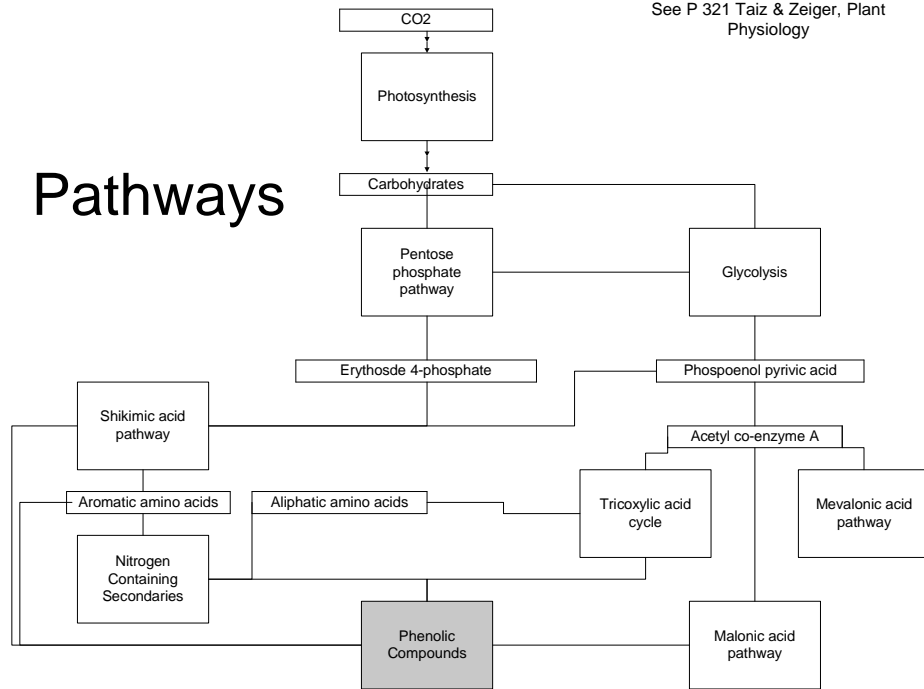 See P 321 Taiz & Zeiger, Plant
Physiology
CO2
Photosynthesis
Pathways
Carbohydrates
Pentose
phosphate
pathway
Glycolysis
Erythosde 4-phosphate
Phospoenol pyrivic acid
Shikimic acid
pathway
Acetyl co-enzyme A
Aromatic amino acids
Aliphatic amino acids
Tricoxylic acid
cycle
Mevalonic acid
pathway
Nitrogen
Containing
Secondaries
Phenolic
Compounds
Malonic acid
pathway